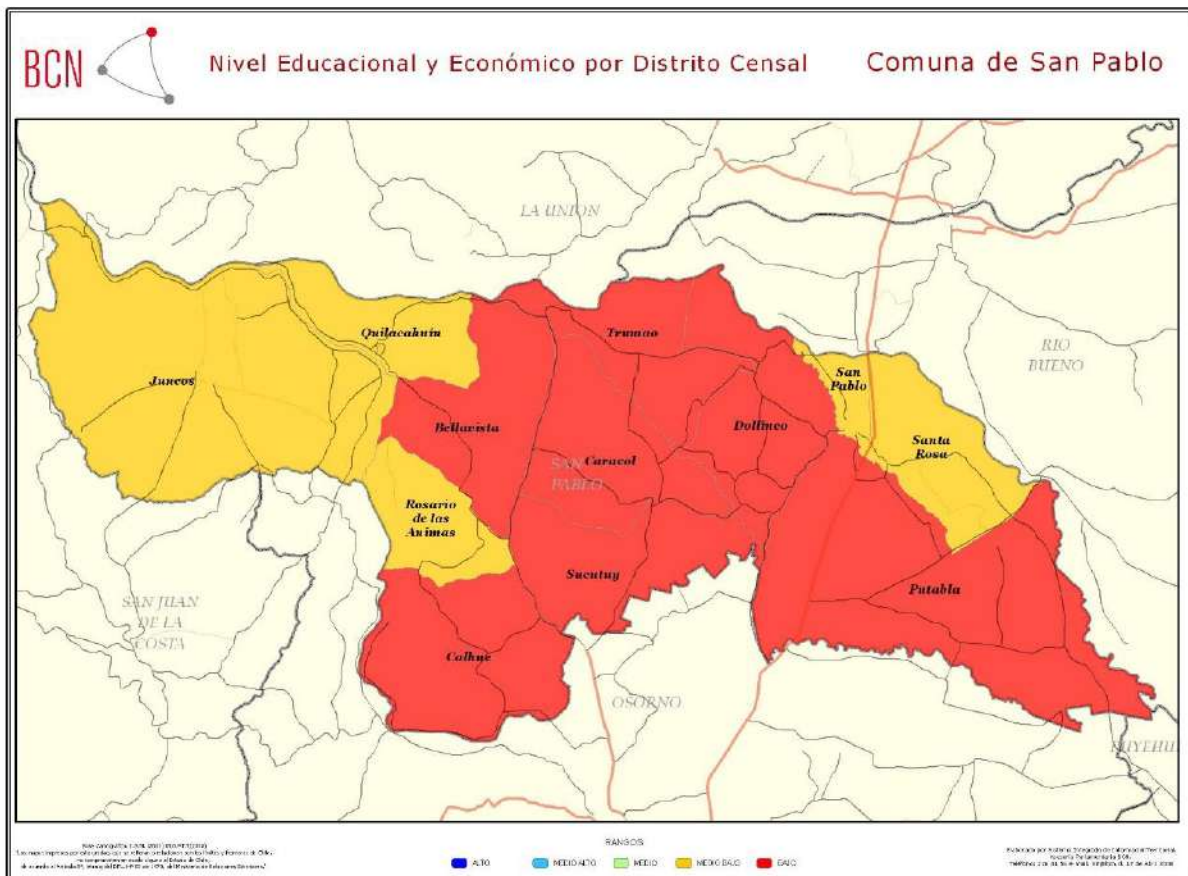 BCN
Nivel Educacional y Económico por Distrito Censal
Comuna de San Pablo
LA UNION
Quilacahuín
Trumao
RIO
BUENO
Juncos
San
Pablo
Bellavista
Dollinco
Santa
Rosa
Caracol
SAN
PABLO
Rosario
de las
Animas
Sucutuy
Putabla
SAN JUAN
DE LA
COSTA
Calhue
OSORNO
RANGOS
ALTO
MEDIO ALTO
MEDIO
MEDIO BAJO
BAJO